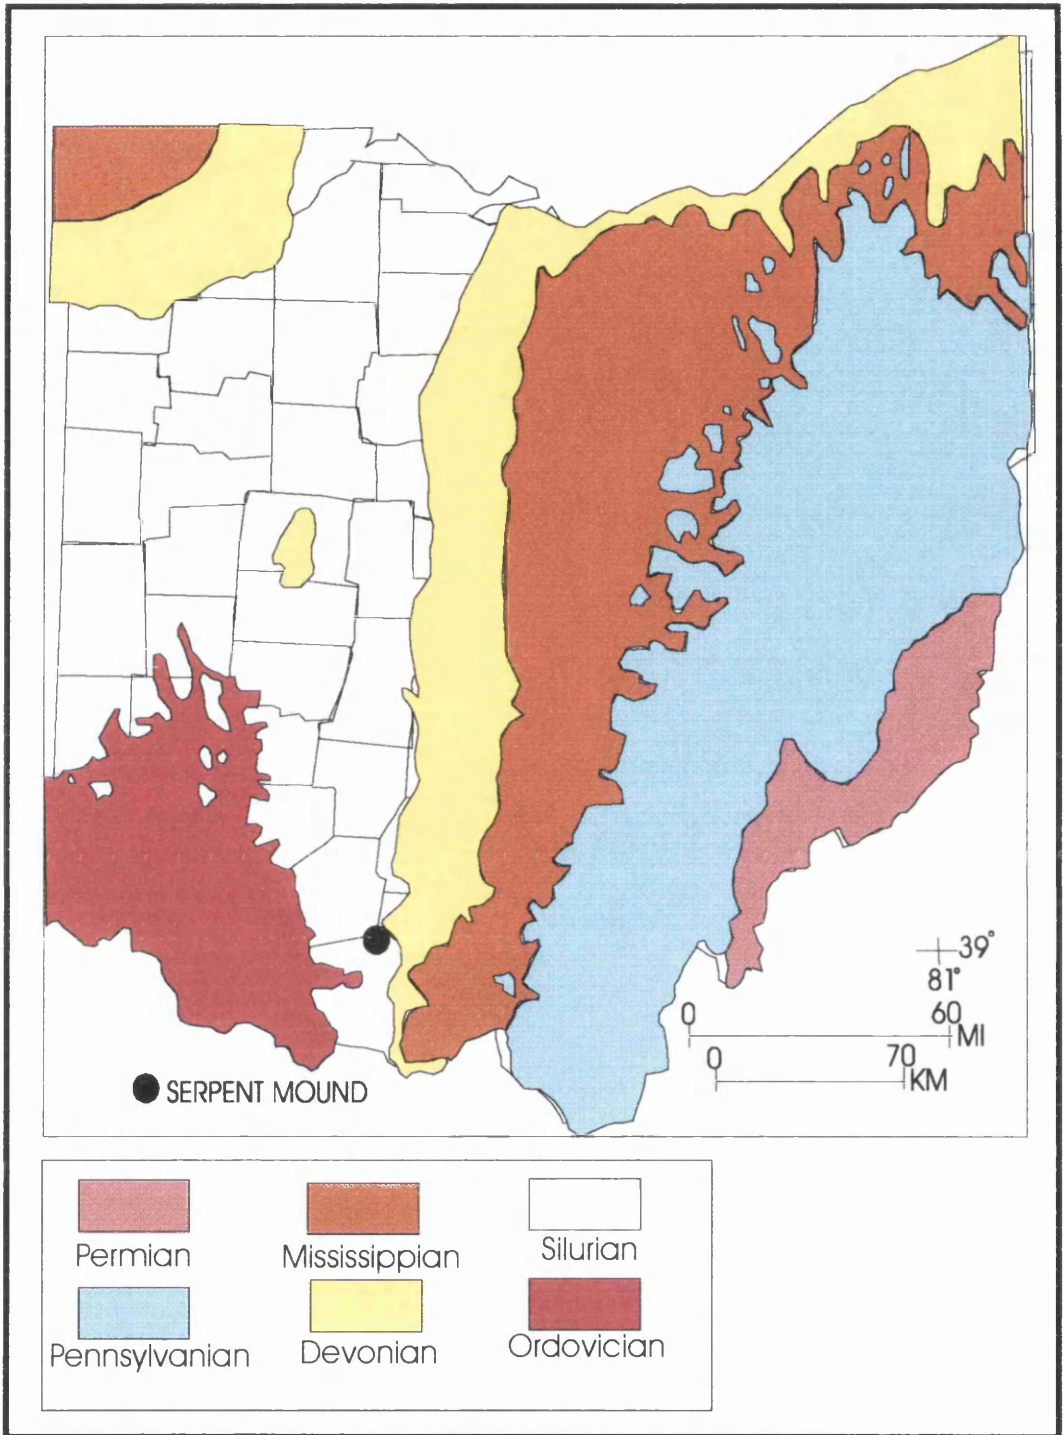 39°
81°
0 60
MI
0 70
KM
SERPENT MOUND
Permian
Mississippian
Silurian
Pennsylvanian
Devonian
Ordovician